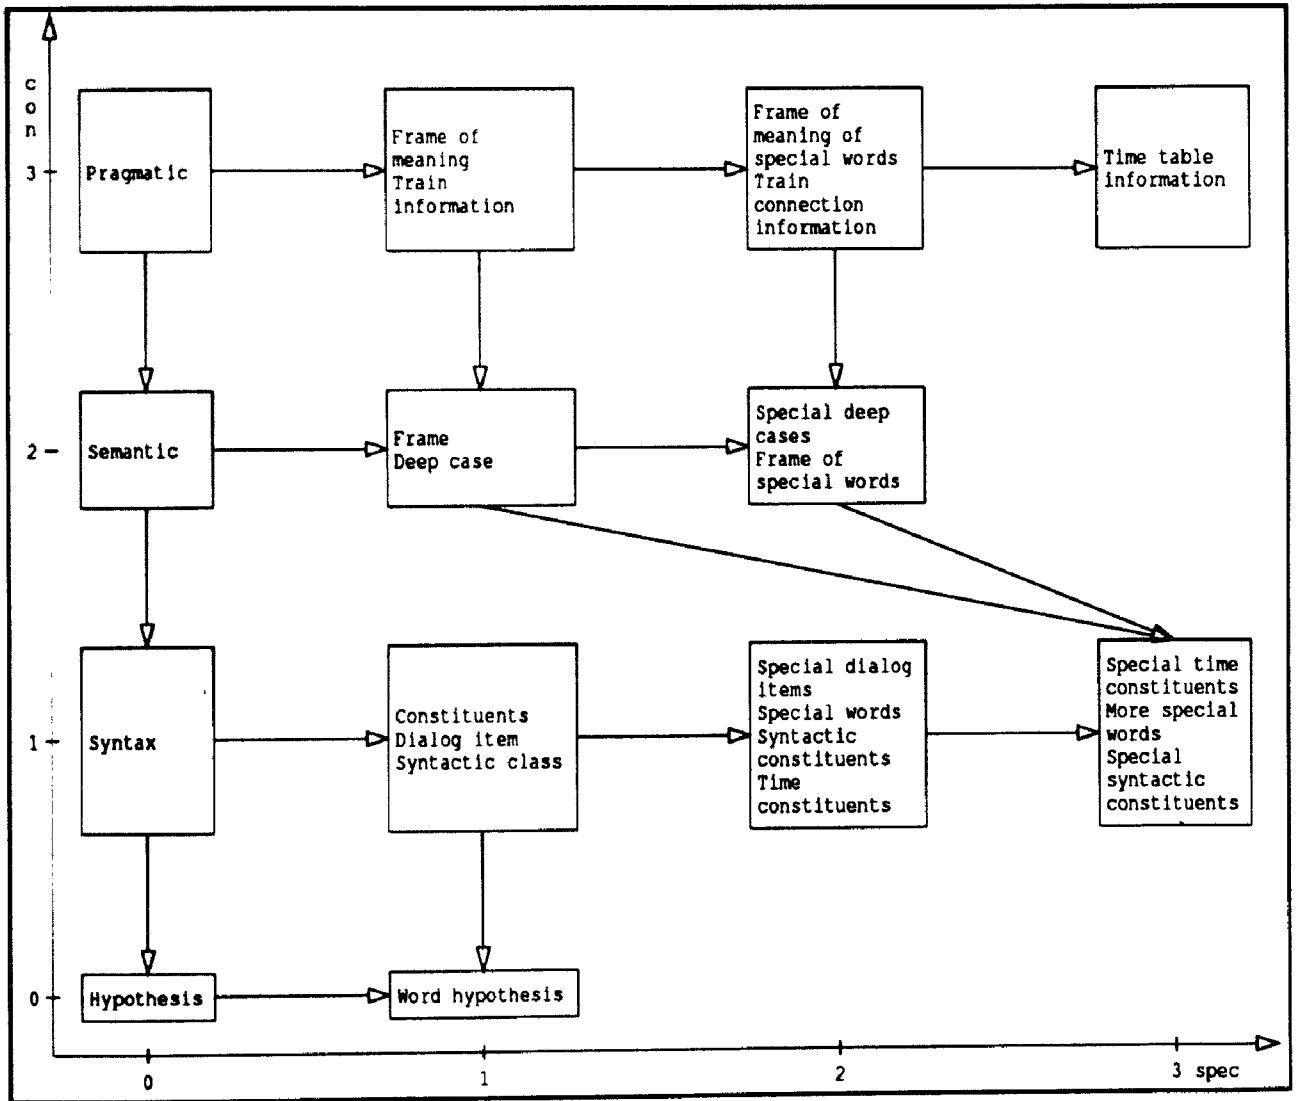 c
o
n
3
Pragmatic
Frame of
meaning
Train
information
Frame of
meaning of
special words
Train
connection
information
Time table
information
2
Semantic
Frame
Deep case
Special deep
cases
Frame of
special words
1
Syntax
Constituents
Dialog item
Syntactic class
Special dialog
items
Special words
Syntactic
constituents
Time
constituents
Special time
constituents
More special
words
Special
syntactic
constituents
0
Hypothesis
Word hypothesis
0
1
2
3 spec